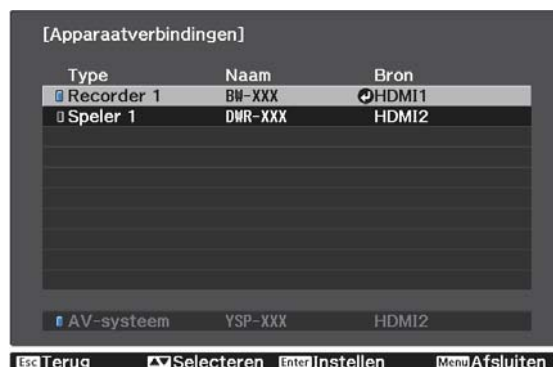 [Apparaatverbindingen]
Type Naam Bron
Recorder 1 BW-XXX HDMI1
Speler 1 DWR-XXX HDMI2
AV-systeem YSP-XXX HDMI2
Esc Terug Selecteren Enter Instellen Menu Afsluiten